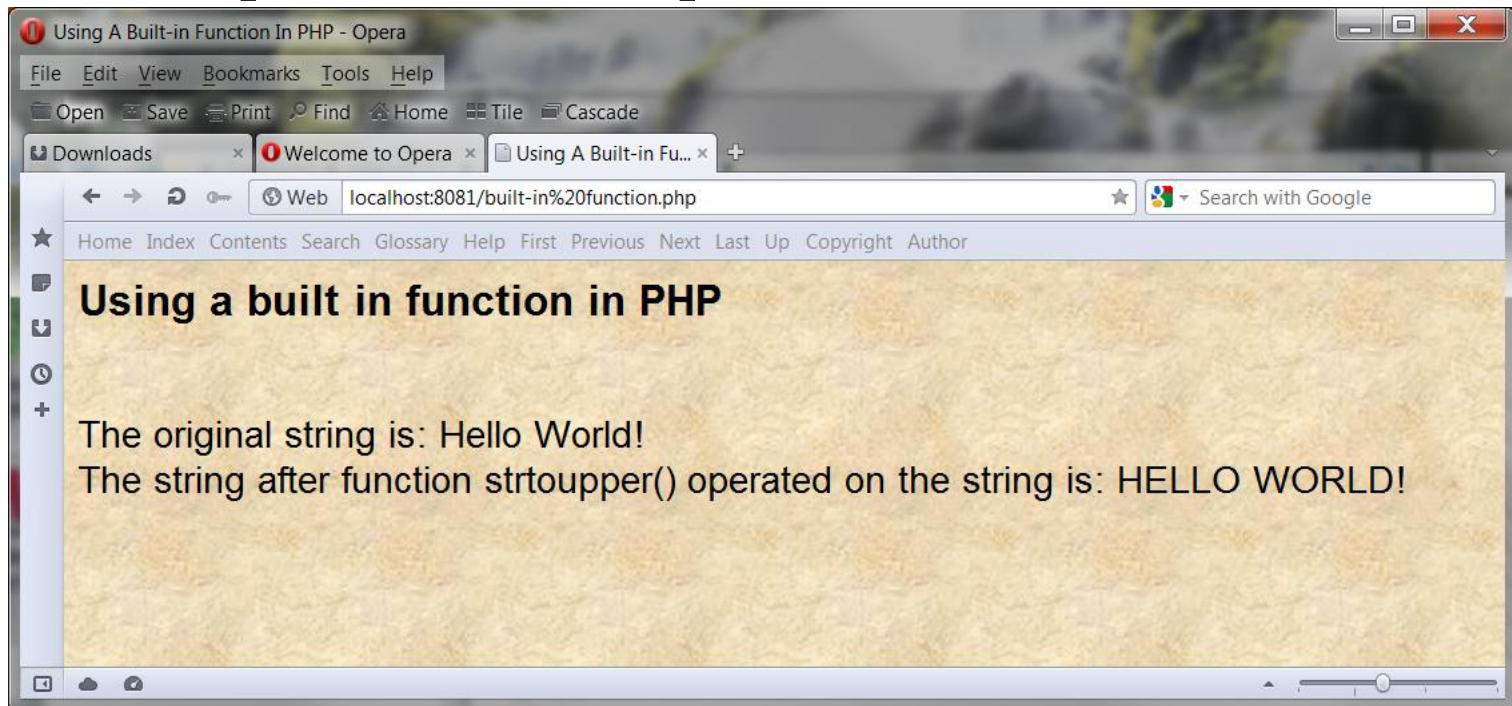 Using A Built-in Function In PHP - Opera
File Edit View Bookmarks Tools Help
Open Save Print Find Home Tile Cascade
Downloads Welcome to Opera Using A Built-in Fu...
Web localhost:8081/built-in%20function.php Search with Google
Home Index Contents Search Glossary Help First Previous Next Last Up Copyright Author
Using a built in function in PHP
The original string is: Hello World!
The string after function strtoupper() operated on the string is: HELLO WORLD!